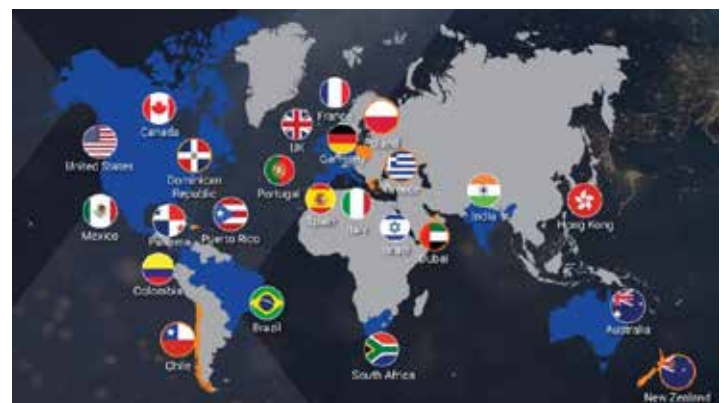 France
Canada
UK
Poland
Germany
United States
Dominican
Republic
Portugal
Greece
Spain
Italy
India
Mexico
Panama
Puerto Rico
Israel
Dubai
Hong Kong
Colombia
Brazil
Australia
Chile
South Africa
New Zealand